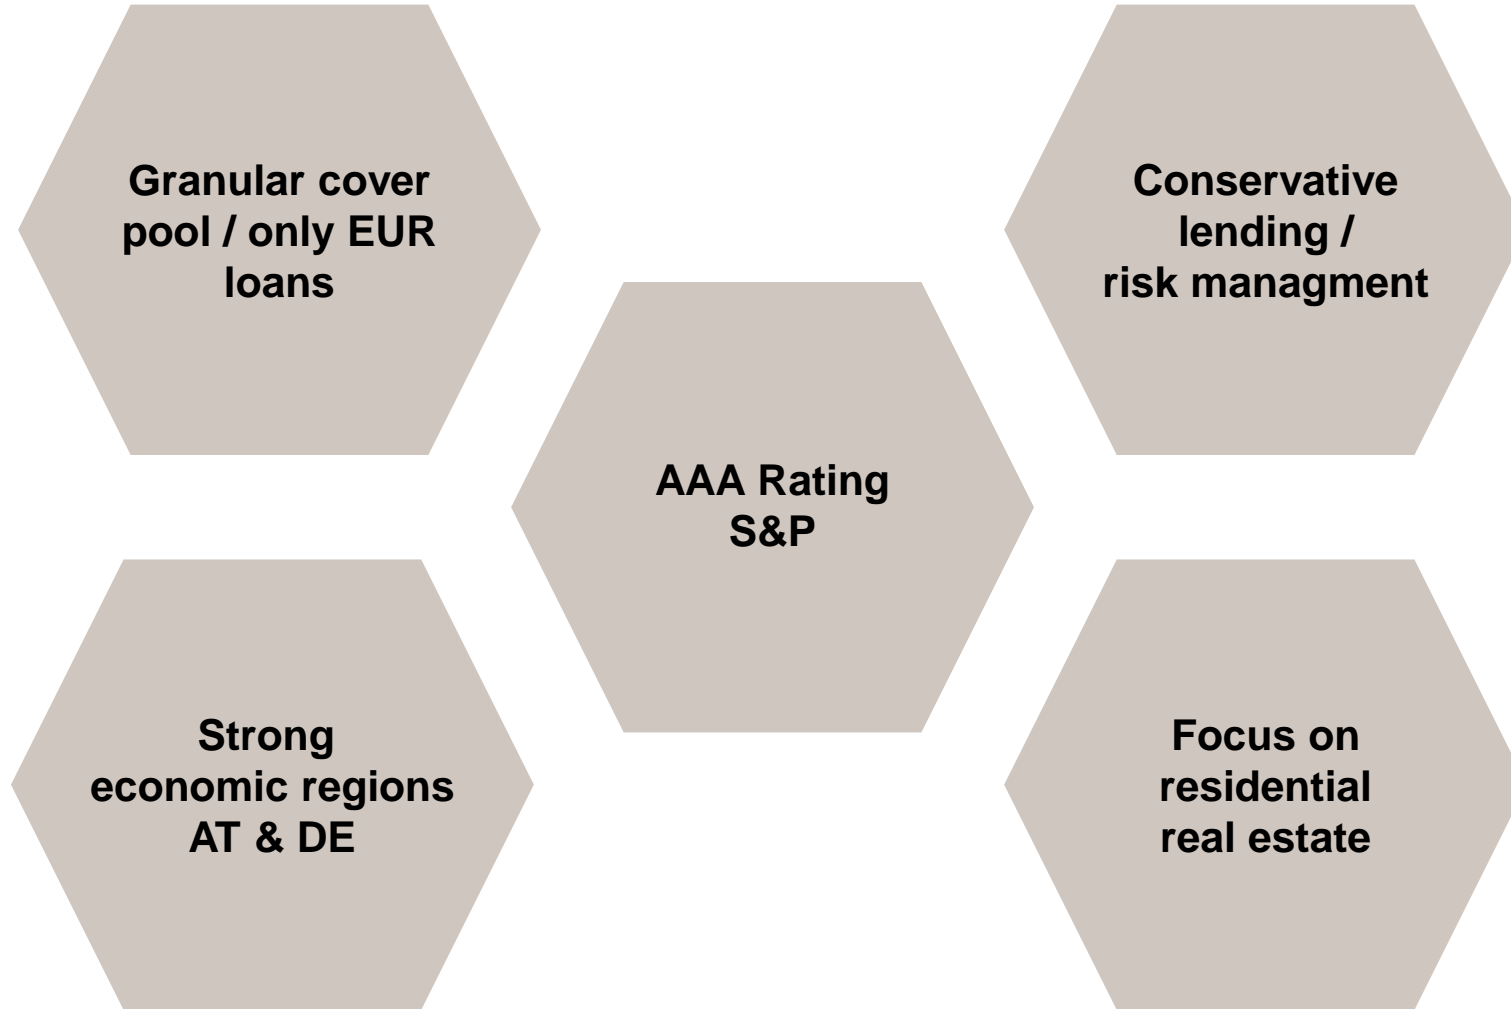 Granular cover
pool / only EUR
loans
Conservative
lending /
risk managment
AAA Rating
S&P
Strong
economic regions
AT & DE
Focus on
residential
real estate